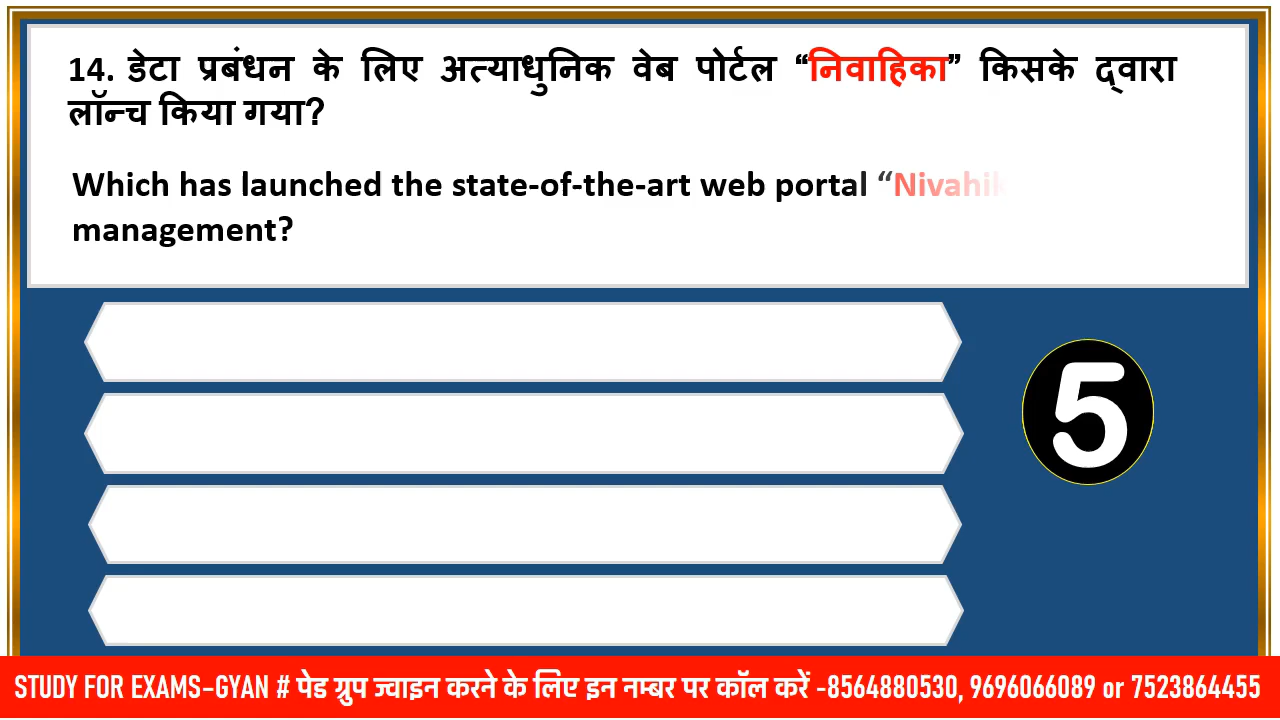 14. डेटा प्रबंधन के लिए अत्याधुनिक वेब पोर्टल “निवाहिका” किसके द्वारा
लॉन्च किया गया?
Which has launched the state-of-the-art web portal “Nivahik
management?
5
STUDY FOR EXAMS-GYAN # पेड ग्रुप ज्वाइन करने के लिए इन नम्बर पर कॉल करें -8564880530, 9696066089 or 7523864455